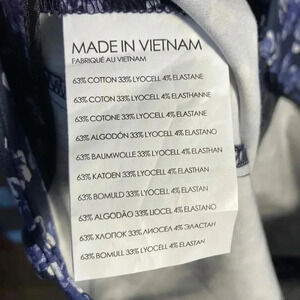 MADE IN VIETNAM
FABRIQUÉ AU VIETNAM
63% COTTON 33% LYOCELL 4% ELASTANE
63% COTON 33% LYOCELL 4% ELASTHANNE
63% COTONE 33% LYOCELL 4% ELASTANE
63% ALGODÓN 33% LYOCELL 4% ELASTANO
63% BAUMWOLLE 33% LYOCELL 4% ELASTHAN
63% KATOEN 33% LYOCELL 4% ELASTHAN
63% BOMULD 33% LYOCELL 4% ELASTAN
63% ALGODÃO 33% LIOCEL 4% ELASTANO
63% ХЛОПОК 33% ЛИОСЕЛ 4% ЭЛАСТАН
63% BOMULL 33% LYOCELL 4% ELASTAN